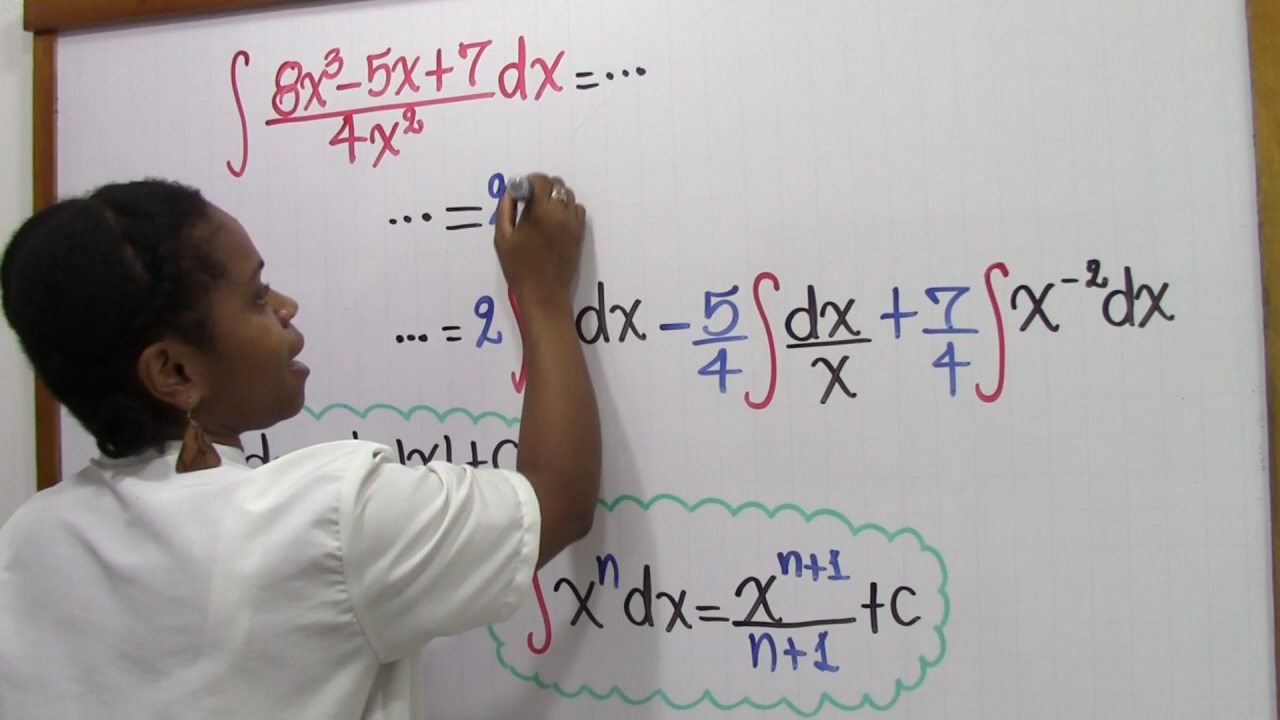 ∫ (8x³-5x+7)/(4x²) dx = ...
... = 2
... = 2 ∫ dx - 5/4 ∫ dx/x + 7/4 ∫ x⁻² dx
|x|+c
∫ xⁿ dx = xⁿ⁺¹/(n+1) + c